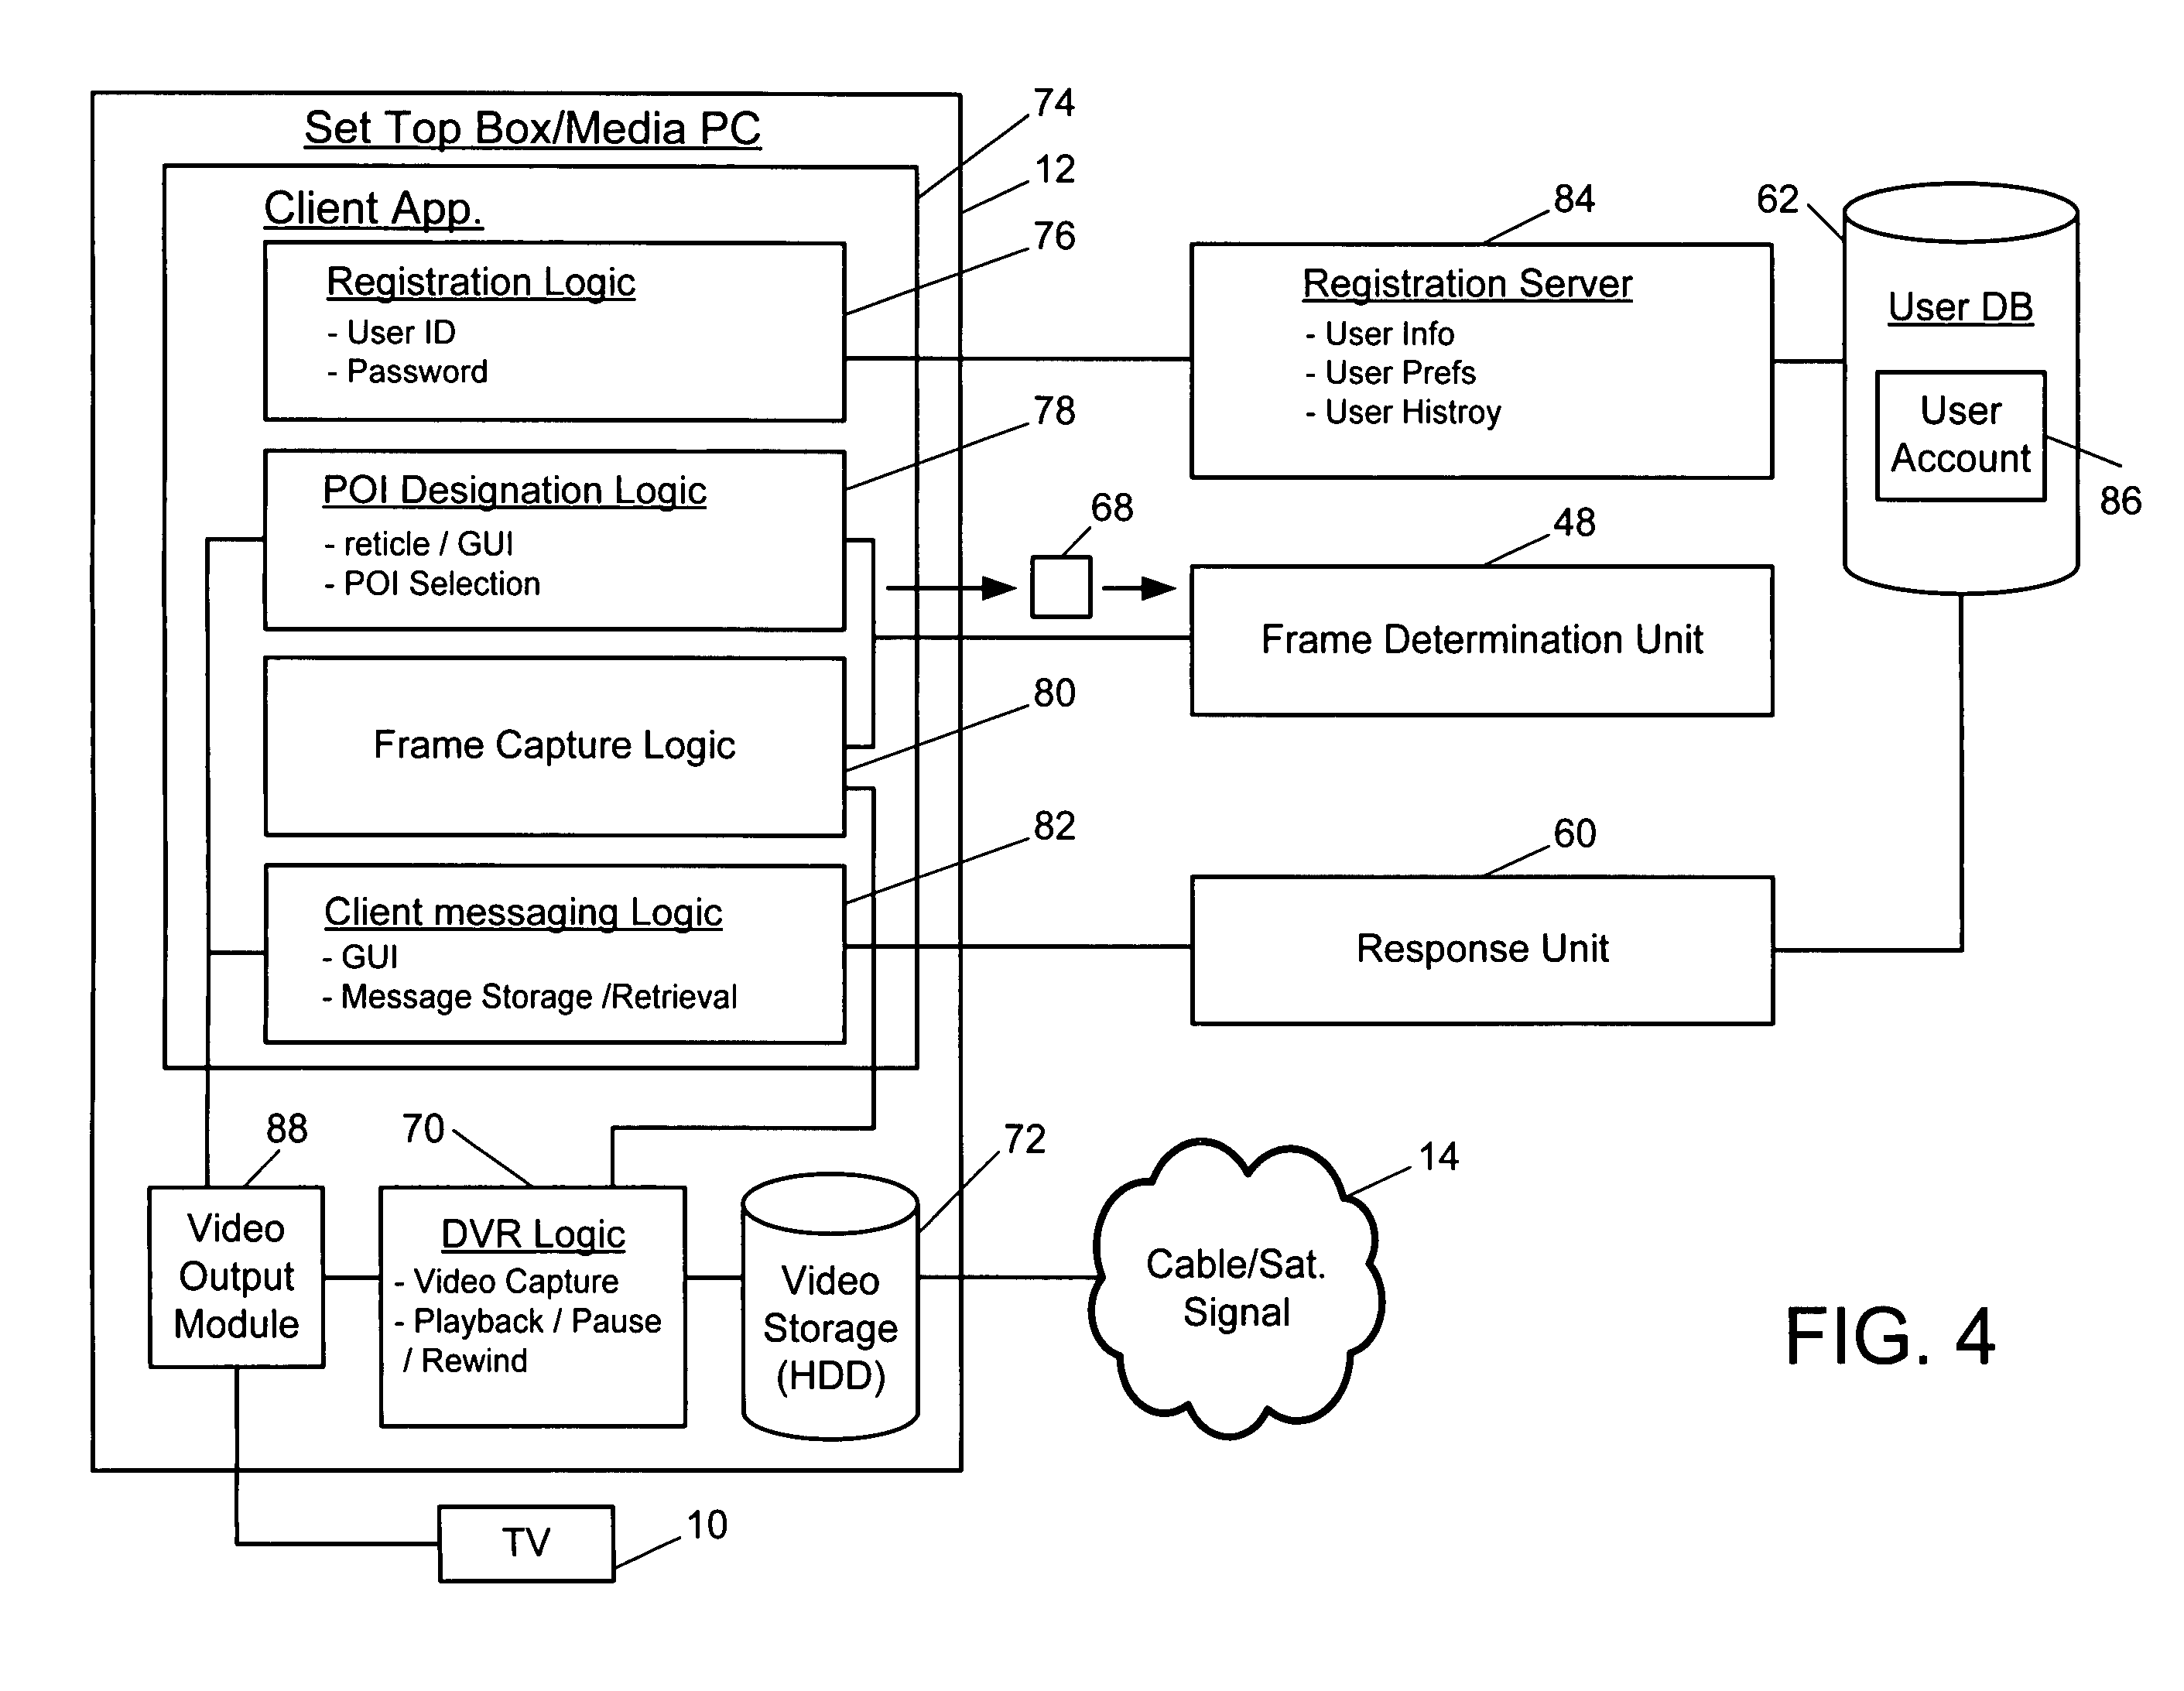 Set Top Box/Media PC
74
12
Client App.
76
Registration Logic
- User ID
- Password
84
Registration Server
- User Info
- User Prefs
- User Histroy
62
User DB
User
Account
86
78
POI Designation Logic
- reticle / GUI
- POI Selection
68
48
Frame Determination Unit
80
Frame Capture Logic
82
Client messaging Logic
- GUI
- Message Storage /Retrieval
60
Response Unit
88
Video
Output
Module
70
DVR Logic
- Video Capture
- Playback / Pause
/ Rewind
72
Video
Storage
(HDD)
14
Cable/Sat.
Signal
TV
10
FIG. 4